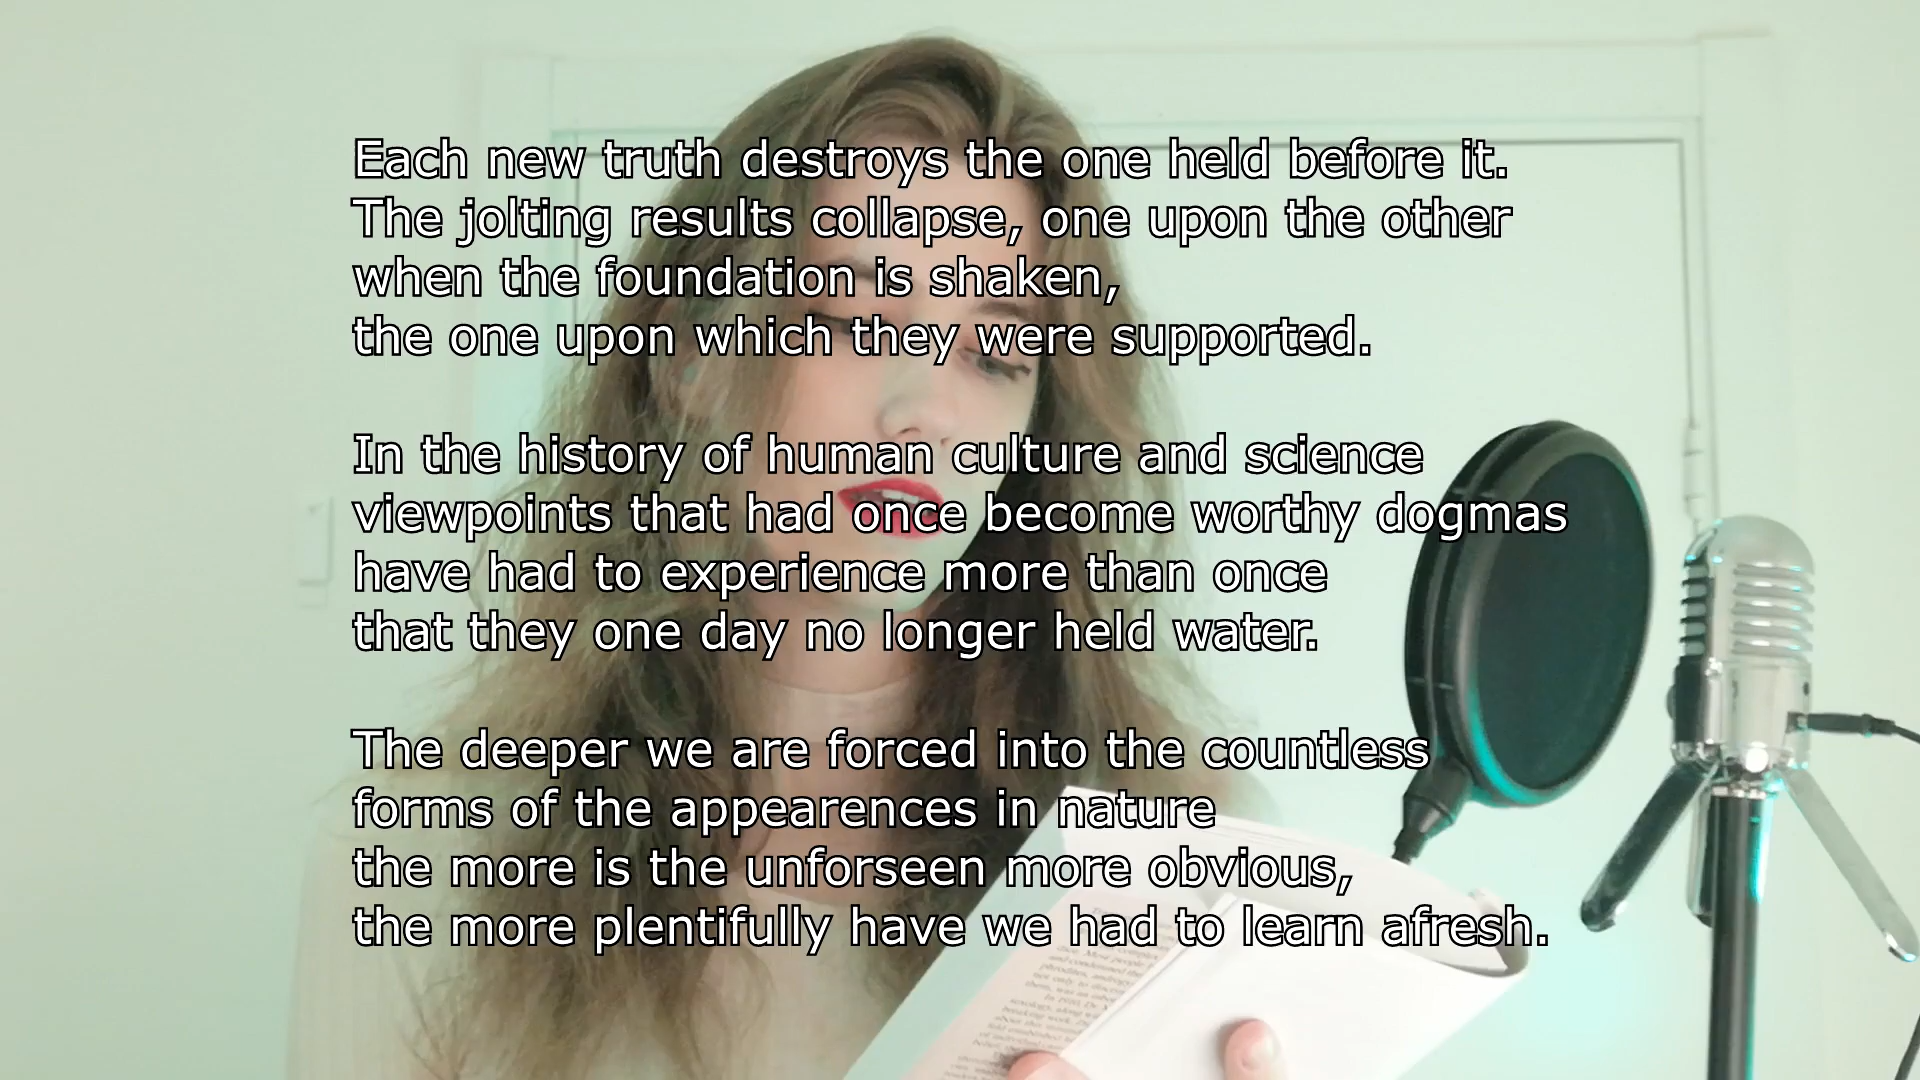 Each new truth destroys the one held before it.
The jolting results collapse, one upon the other
when the foundation is shaken,
the one upon which they were supported.
In the history of human culture and science
viewpoints that had once become worthy dogmas
have had to experience more than once
that they one day no longer held water.
The deeper we are forced into the countless
forms of the appearences in nature
the more is the unforseen more obvious,
the more plentifully have we had to learn afresh.